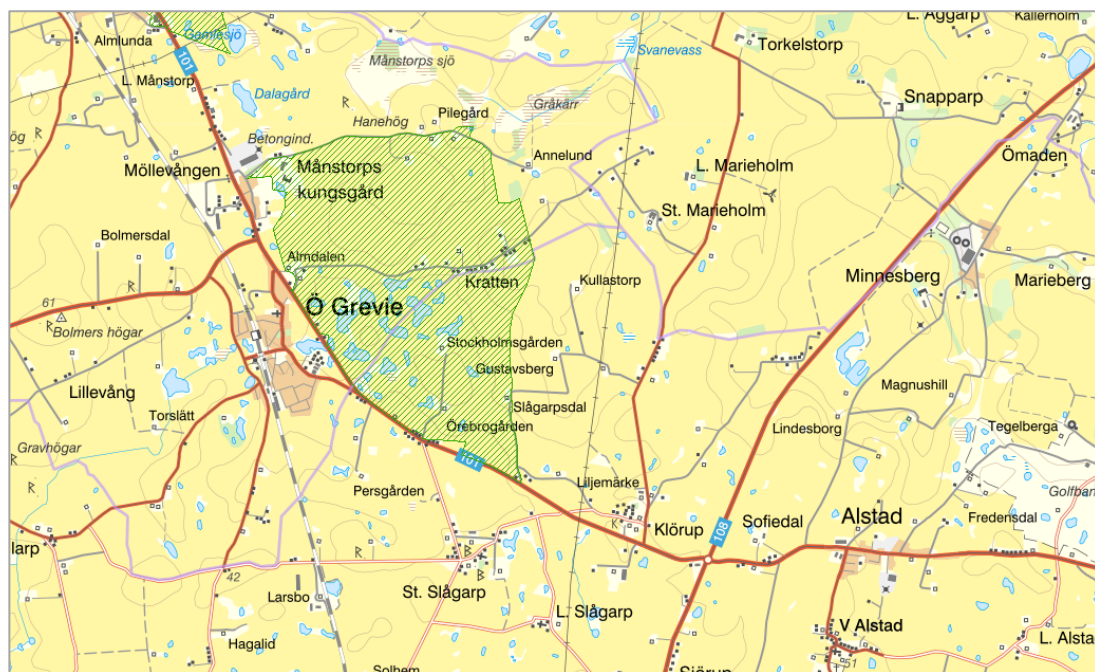 L. Aggarp
Källerholm
Gamlesjö
Almlunda
Torkelstorp
Svanevass
101
Månstorps sjö
L. Månstorp
Dalagård
Gråkärr
Snapparp
Pilegård
Hanehög
Betongind.
Annelund
Ömaden
Möllevången
Månstorps
kungsgård
L. Marieholm
St. Marieholm
Bolmersdal
Almdalen
Kratten
Kullastorp
Minnesberg
Marieberg
61
Ö Grevie
Bolmers högar
Stockholmsgården
Gustavsberg
Magnushill
Lillevång
Torslätt
Slågarpsdal
Örebrogården
Lindesborg
Tegelberga
Gravhögar
101
Liljemärke
Persgården
Golfban
Klörup
Sofiedal
Alstad
Fredensdal
108
larp
42
Larsbo
St. Slågarp
L. Slågarp
V Alstad
Hagalid
L. Alsta
51
Solhem
Sjörup